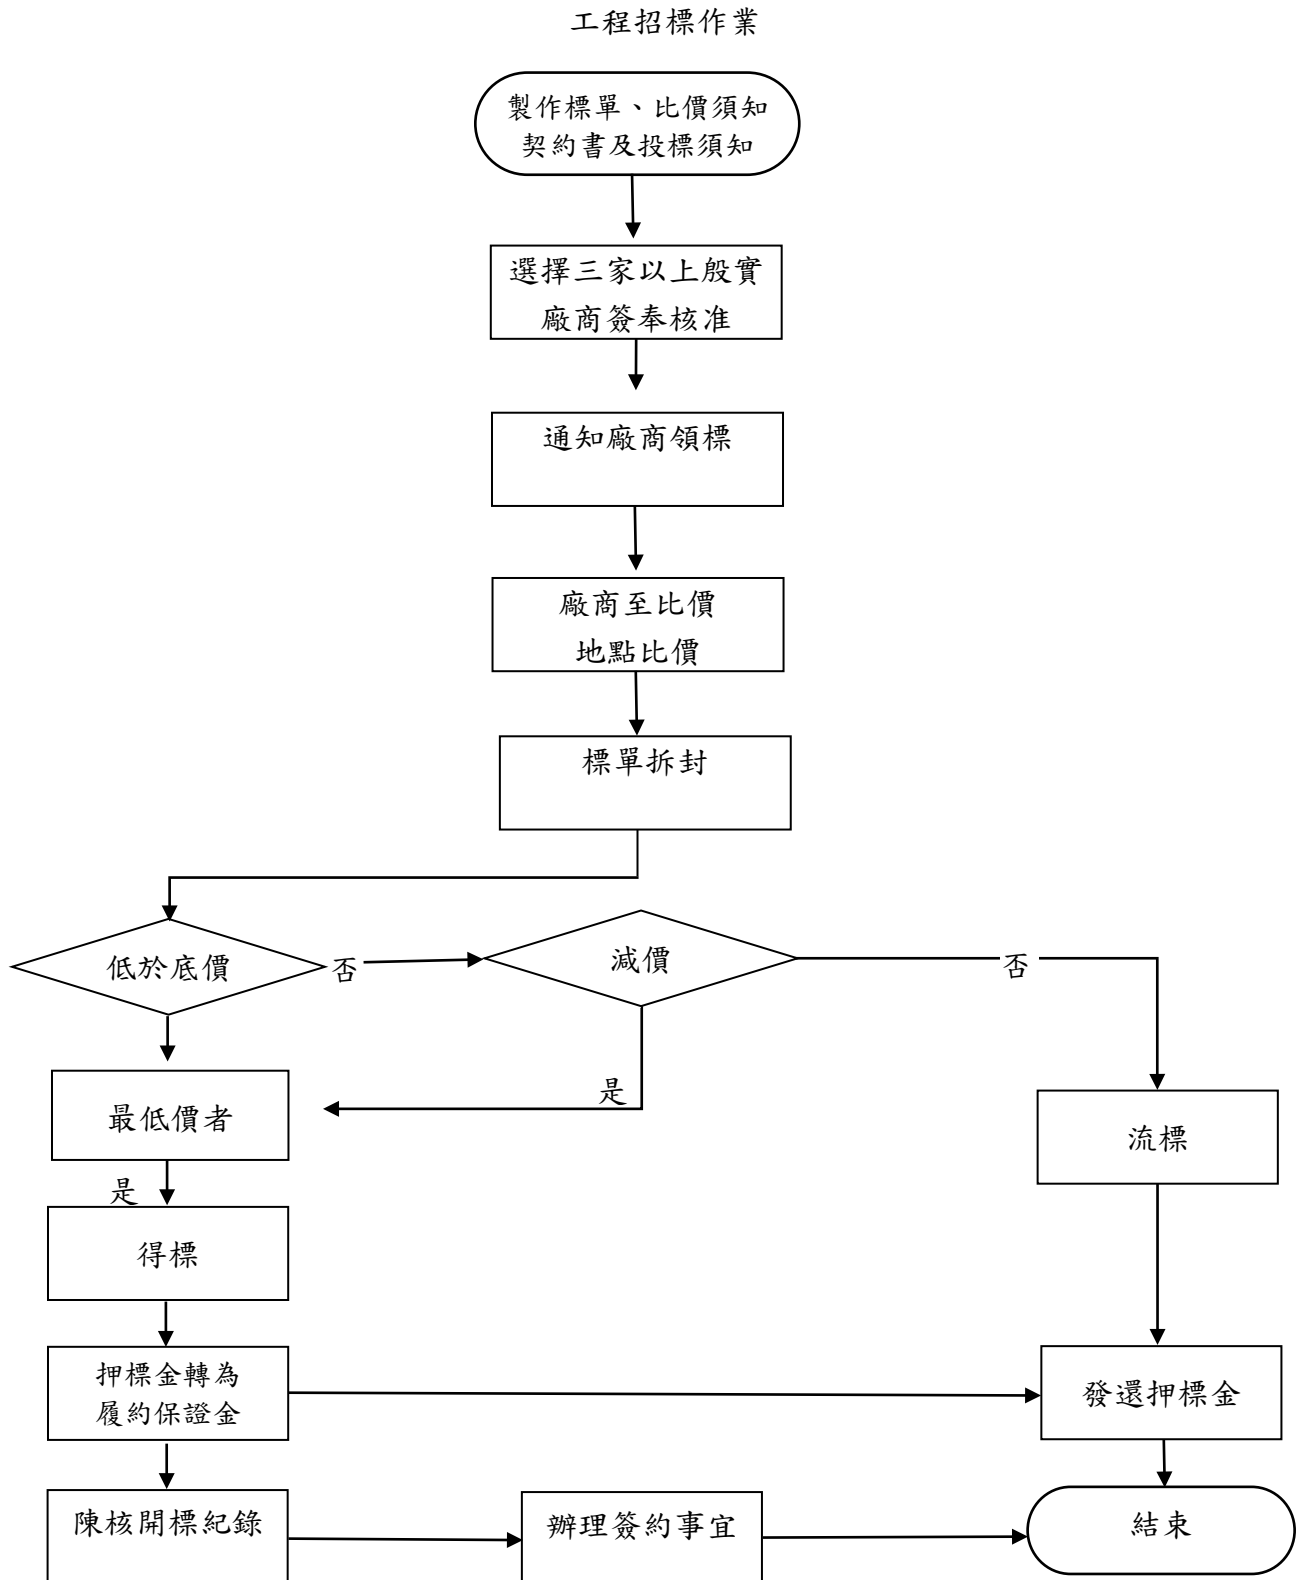 工程招標作業
製作標單、比價須知
契約書及投標須知
選擇三家以上殷實
廠商簽奉核准
通知廠商領標
廠商至比價
地點比價
標單拆封
低於底價
否
減價
否
是
最低價者
流標
是
得標
押標金轉為
履約保證金
發還押標金
陳核開標紀錄
辦理簽約事宜
結束